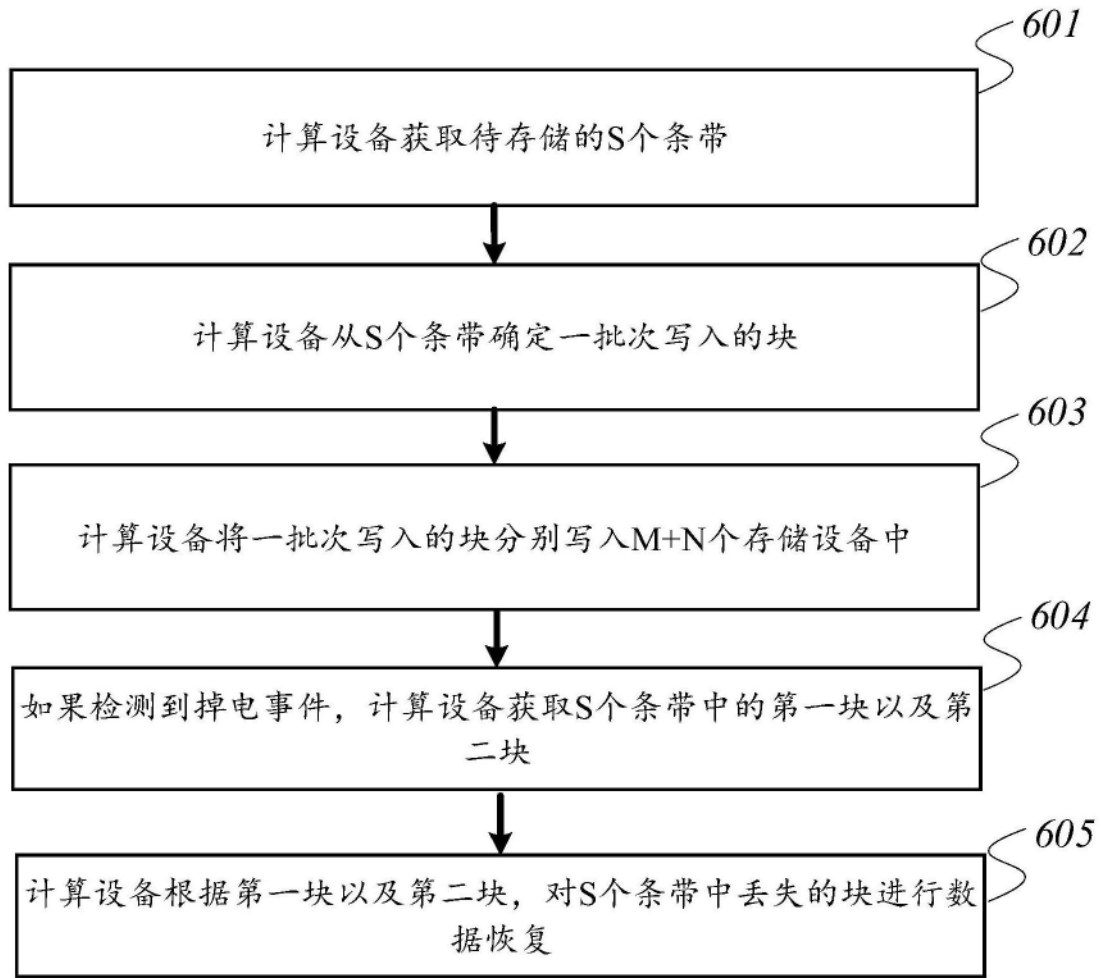 601
计算设备获取待存储的S个条带
602
计算设备从S个条带确定一批次写入的块
603
计算设备将一批次写入的块分别写入M+N个存储设备中
604
如果检测到掉电事件，计算设备获取S个条带中的第一块以及第
二块
605
计算设备根据第一块以及第二块，对S个条带中丢失的块进行数
据恢复